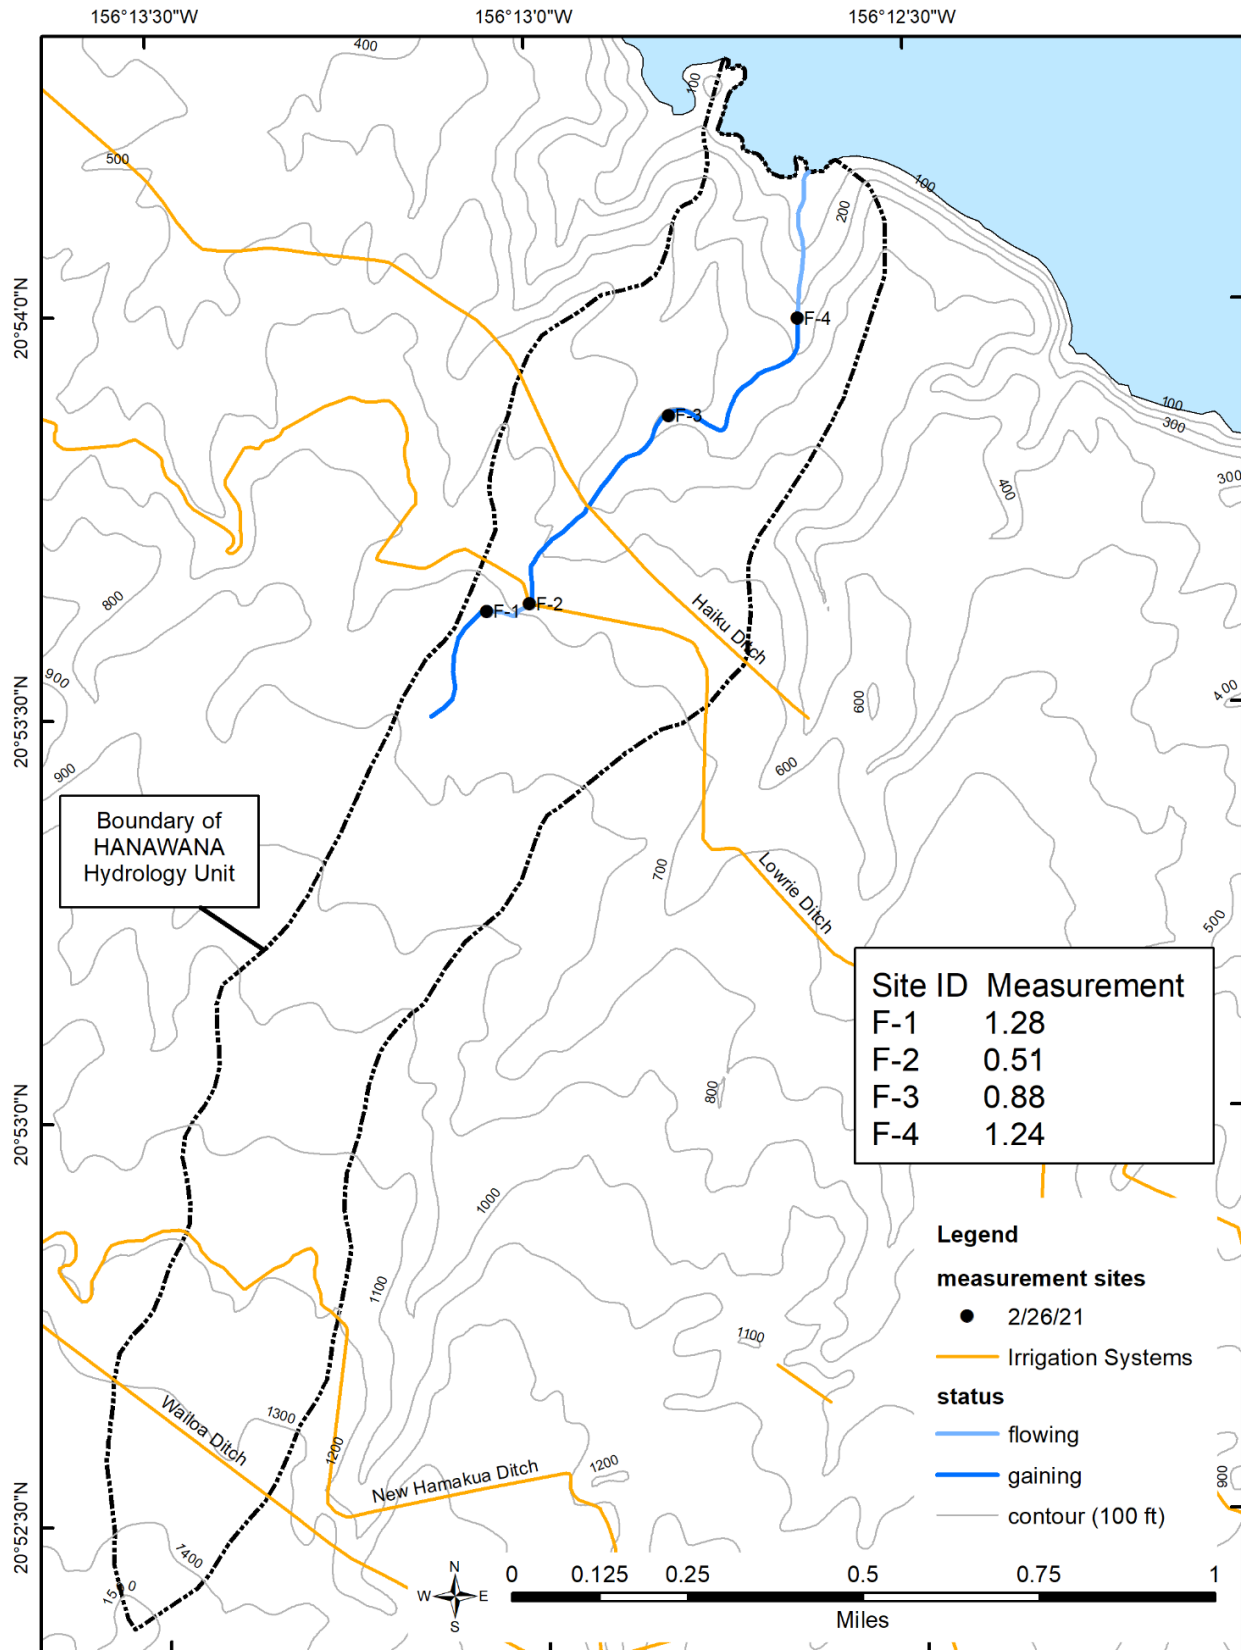 156°13'30"W
156°13'0"W
156°12'30"W
400
100
500
100
200
20°54'0"N
F-4
100
300
F-3
300
400
800
F-1
F-2
Haiku Ditch
900
600
400
20°53'30"N
900
600
Boundary of
HANAWANA
Hydrology Unit
700
Lowrie Ditch
500
Site ID Measurement
F-1 1.28
F-2 0.51
F-3 0.88
F-4 1.24
800
20°53'0"N
1000
Legend
measurement sites
2/26/21
Irrigation Systems
status
flowing
gaining
contour (100 ft)
1100
1100
Wailoa Ditch
1300
1200
New Hamakua Ditch
1200
900
20°52'30"N
1400
1500
N
W E
S
0 0.125 0.25 0.5 0.75 1
Miles